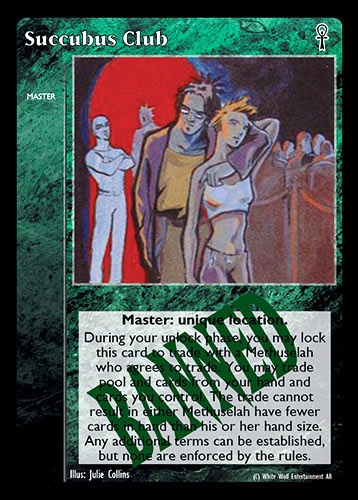 Succubus Club
MASTER
Master: unique location.
During your unlock phase, you may lock
this card to trade with a Methuselah
who agrees to trade. You may trade
pool and cards from your hand and
cards you control. The trade cannot
result in either Methuselah have fewer
cards in hand than his or her hand size.
Any additional terms can be established,
but none are enforced by the rules.
BANNED
Illus: Julie Collins
(C) White Wolf Entertainment AB